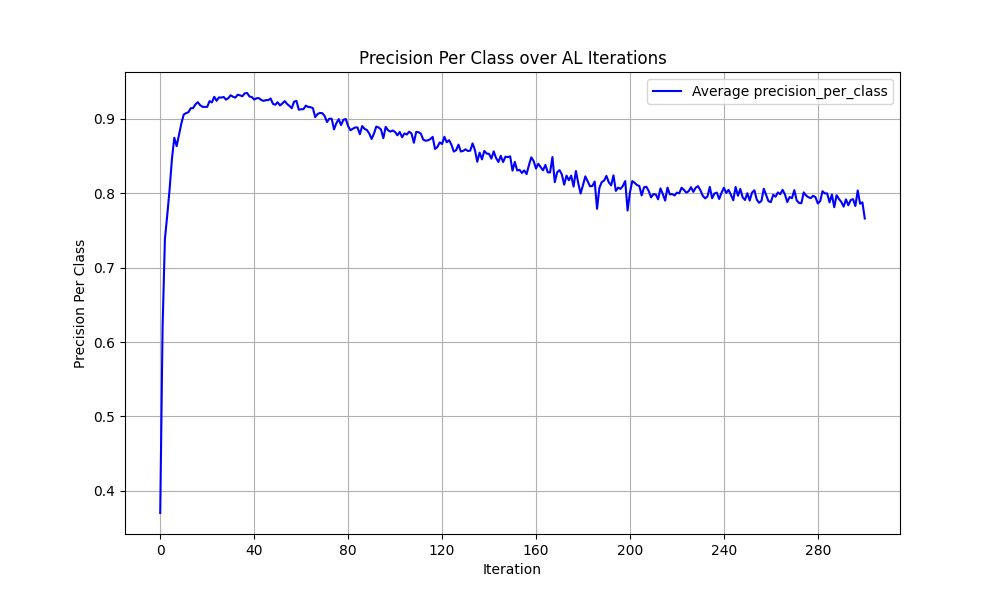 Precision Per Class over AL Iterations
Average precision_per_class
Precision Per Class
0.9
0.8
0.7
0.6
0.5
0.4
0 40 80 120 160 200 240 280
Iteration